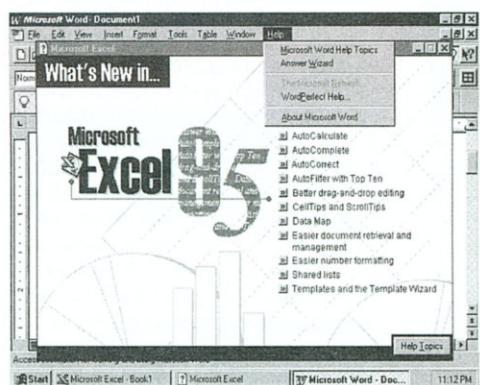 Microsoft Word - Document1
File Edit View Insert Format Tools Table Window Help
Microsoft Excel
What's New in...
Microsoft Word Help Topics
Answer Wizard
The Microsoft Network...
WordPerfect Help...
About Microsoft Word
Microsoft
Excel 95
AutoCalculate
AutoComplete
AutoCorrect
AutoFilter with Top Ten
Better drag-and-drop editing
CellTips and ScrollTips
Data Map
Easier document retrieval and
management
Easier number formatting
Shared lists
Templates and the Template Wizard
Help Topics
Start Microsoft Excel - Book1 Microsoft Excel Microsoft Word - Doc... 11:12 PM